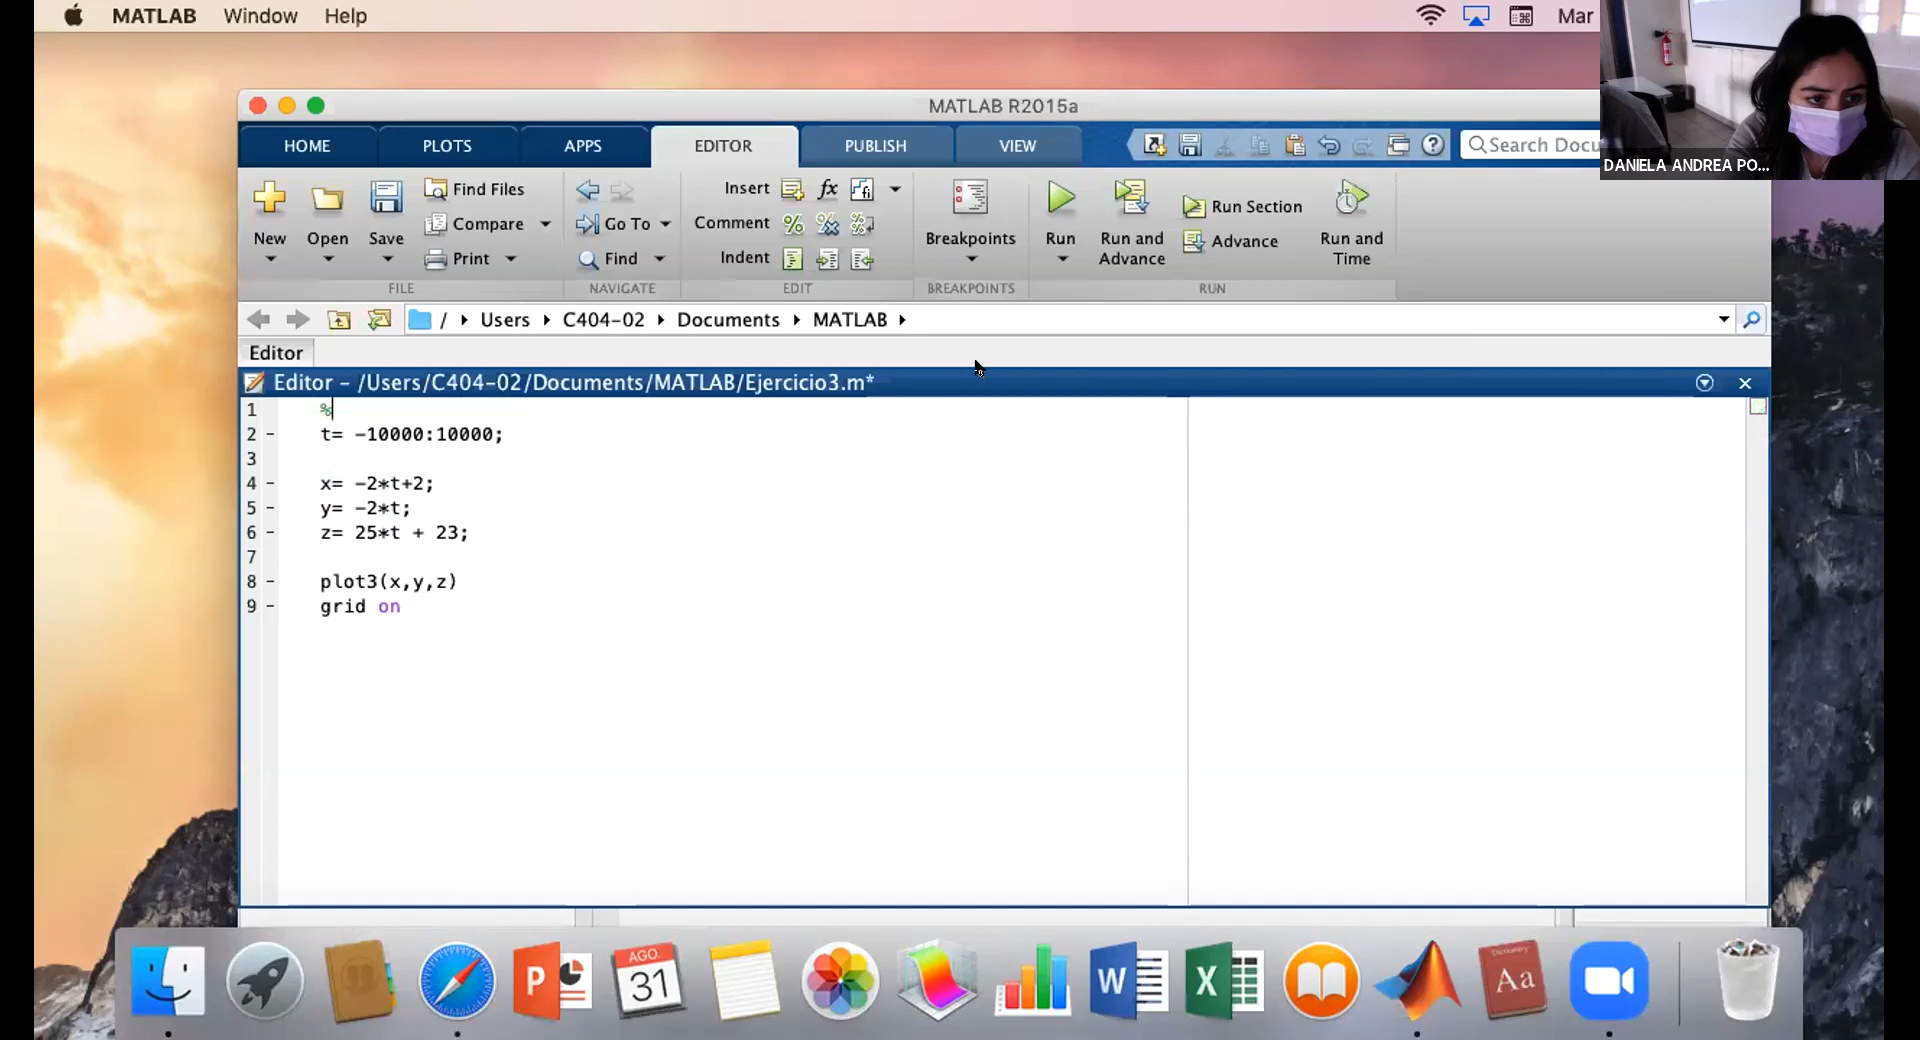 MATLAB Window Help Mar
MATLAB R2015a
DANIELA ANDREA PO...
HOME PLOTS APPS EDITOR PUBLISH VIEW Search Docu
New Open Save Find Files Compare Print
Go To Find
Insert fx
Comment
Indent
Breakpoints Run Run and Advance Run Section Advance Run and Time
FILE NAVIGATE EDIT BREAKPOINTS RUN
/ Users C404-02 Documents MATLAB
Editor
Editor - /Users/C404-02/Documents/MATLAB/Ejercicio3.m*
1 %
2 - t= -10000:10000;
3
4 - x= -2*t+2;
5 - y= -2*t;
6 - z= 25*t + 23;
7
8 - plot3(x,y,z)
9 - grid on
P AGO. 31 W X Dictionary Aa